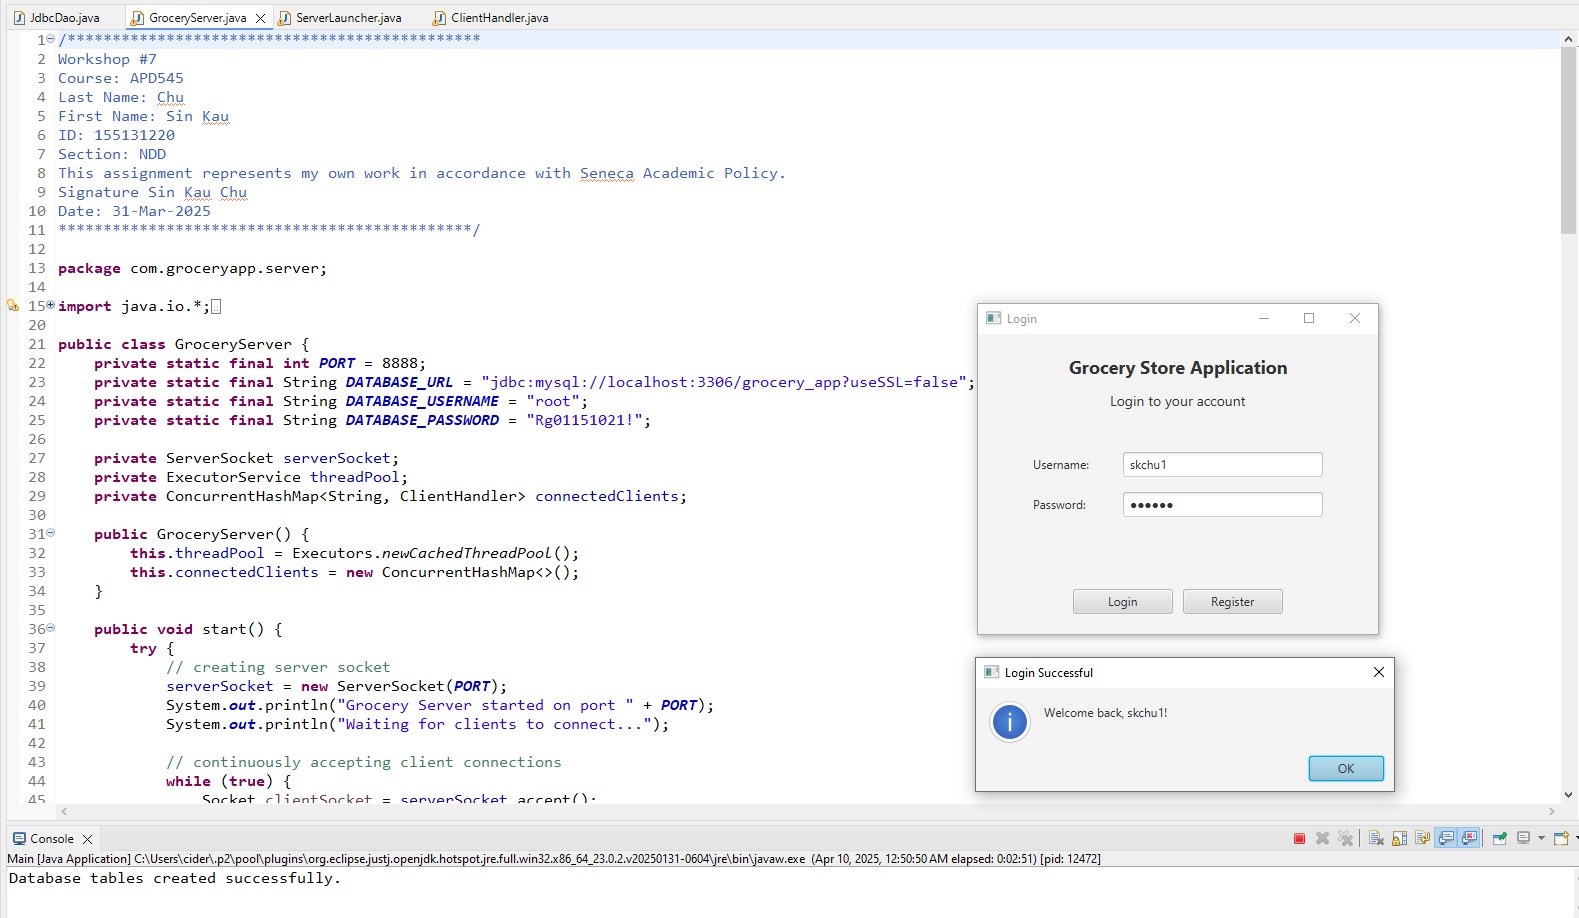 JdbcDao.java
GroceryServer.java
ServerLauncher.java
ClientHandler.java
1 /**********************************************
2 Workshop #7
3 Course: APD545
4 Last Name: Chu
5 First Name: Sin Kau
6 ID: 155131220
7 Section: NDD
8 This assignment represents my own work in accordance with Seneca Academic Policy.
9 Signature Sin Kau Chu
10 Date: 31-Mar-2025
11 **********************************************/
12
13 package com.groceryapp.server;
14
15 import java.io.*;
20
21 public class GroceryServer {
22     private static final int PORT = 8888;
23     private static final String DATABASE_URL = "jdbc:mysql://localhost:3306/grocery_app?useSSL=false";
24     private static final String DATABASE_USERNAME = "root";
25     private static final String DATABASE_PASSWORD = "Rg01151021!";
26
27     private ServerSocket serverSocket;
28     private ExecutorService threadPool;
29     private ConcurrentHashMap<String, ClientHandler> connectedClients;
30
31     public GroceryServer() {
32         this.threadPool = Executors.newCachedThreadPool();
33         this.connectedClients = new ConcurrentHashMap<>();
34     }
35
36     public void start() {
37         try {
38             // creating server socket
39             serverSocket = new ServerSocket(PORT);
40             System.out.println("Grocery Server started on port " + PORT);
41             System.out.println("Waiting for clients to connect...");
42
43             // continuously accepting client connections
44             while (true) {
45                 Socket clientSocket = serverSocket.accept();
Login
Grocery Store Application
Login to your account
Username:
skchu1
Password:
●●●●●●
Login
Register
Login Successful
Welcome back, skchu1!
OK
Console
Main [Java Application] C:\Users\cider\.p2\pool\plugins\org.eclipse.justj.openjdk.hotspot.jre.full.win32.x86_64_23.0.2.v20250131-0604\jre\bin\javaw.exe (Apr 10, 2025, 12:50:50 AM elapsed: 0:02:51) [pid: 12472]
Database tables created successfully.